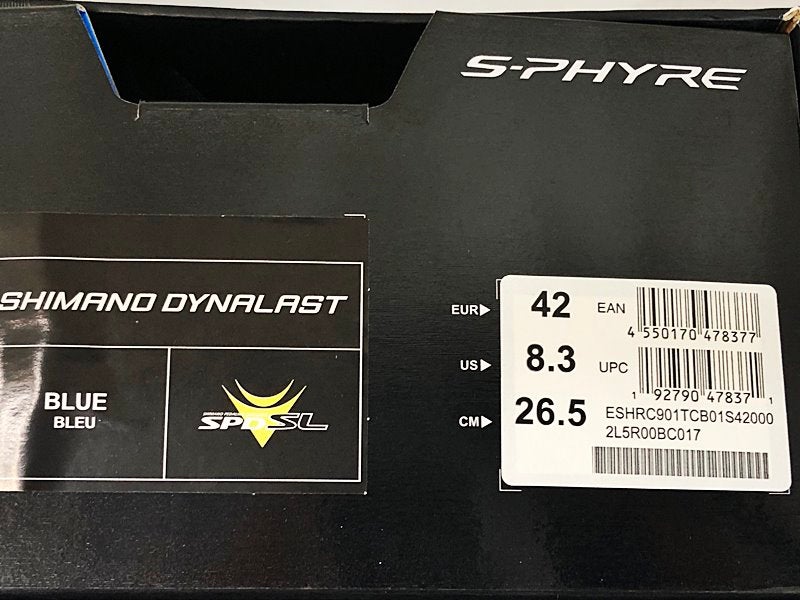 S-PHYRE
SHIMANO DYNALAST
BLUE
BLEU
SPD-SL
EUR▶ 42
US▶ 8.3
CM▶ 26.5
EAN
4 550170 478377
UPC
1 92790 47837 1
ESHRC901TCB01S42000
2L5R00BC017